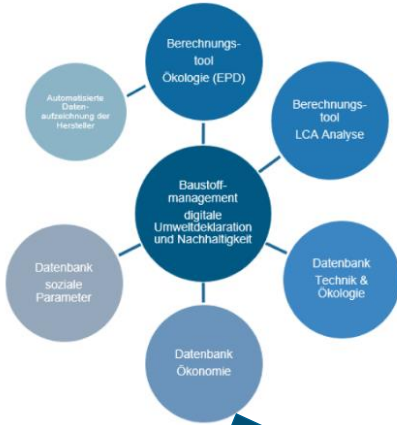 Berechnungs-
tool
Ökologie (EPD)
Automatisierte
Daten-
aufzeichnung der
Hersteller
Berechnungs-
tool
LCA Analyse
Baustoff-
management
digitale
Umweltdeklaration
und Nachhaltigkeit
Datenbank
soziale
Parameter
Datenbank
Technik &
Ökologie
Datenbank
Ökonomie